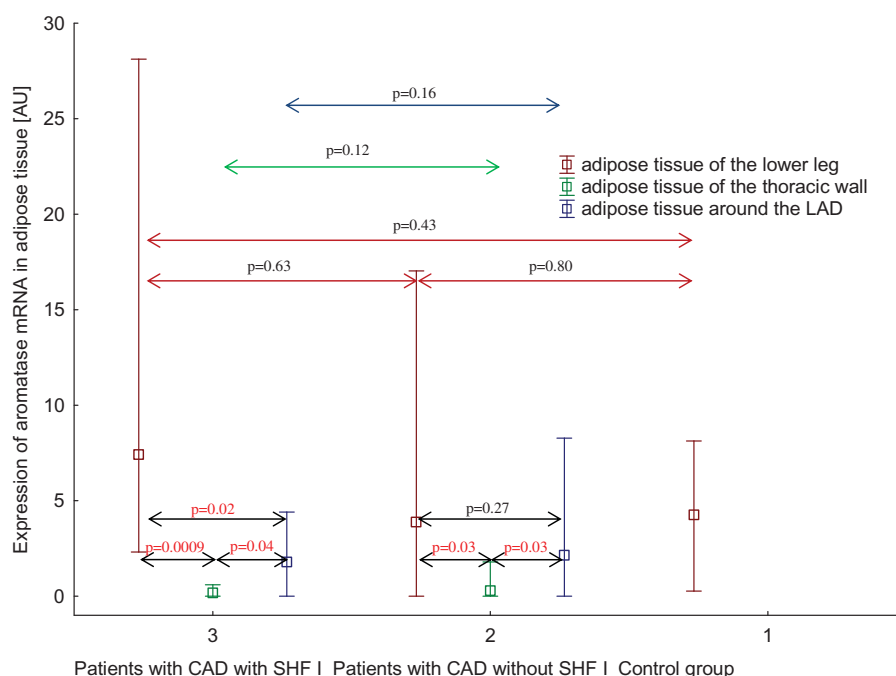 Expression of aromatase mRNA in adipose tissue [AU]
30
25
20
15
10
5
0
p=0.16
p=0.12
adipose tissue of the lower leg
adipose tissue of the thoracic wall
adipose tissue around the LAD
p=0.43
p=0.63
p=0.80
p=0.02
p=0.27
p=0.0009
p=0.04
p=0.03
p=0.03
3
2
1
Patients with CAD with SHF I Patients with CAD without SHF I Control group